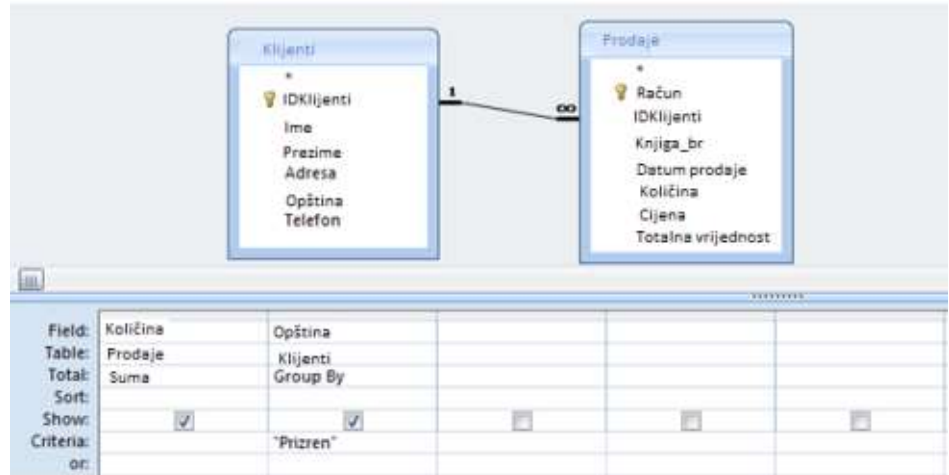 Klijenti
*
IDKlijenti
Ime
Prezime
Adresa
Opština
Telefon
1
∞
Prodaje
*
Račun
IDKlijenti
Knjiga_br
Datum prodaje
Količina
Cijena
Totalna vrijednost
Field: Količina Opština
Table: Prodaje Klijenti
Total: Suma Group By
Sort:
Show:
Criteria: "Prizren"
or: